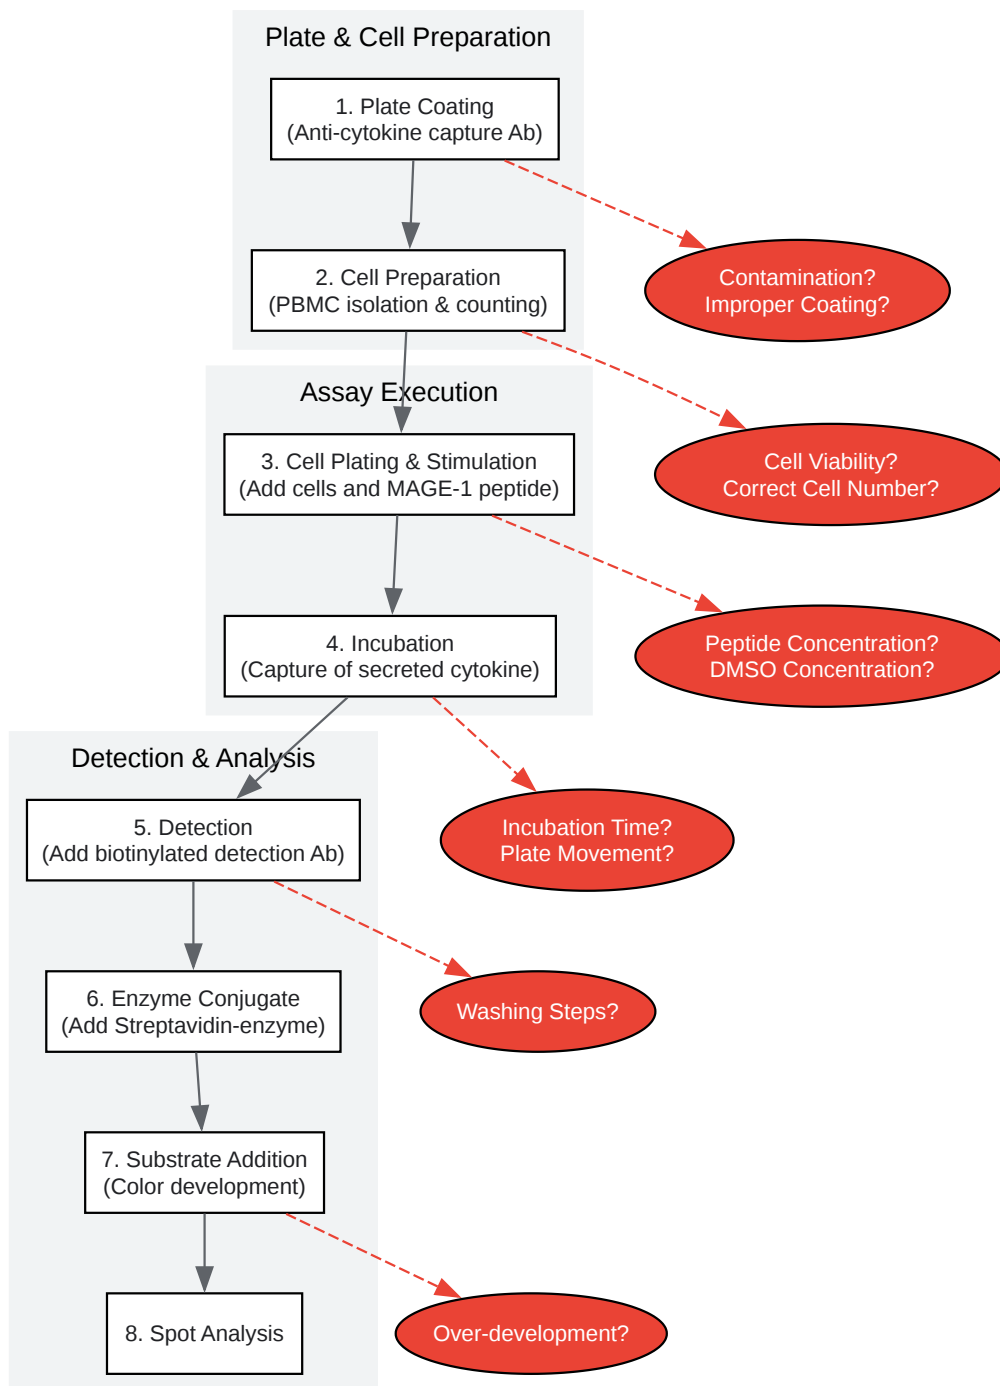 Plate & Cell Preparation
1. Plate Coating
(Anti-cytokine capture Ab)
2. Cell Preparation
(PBMC isolation & counting)
Contamination?
Improper Coating?
Assay Execution
3. Cell Plating & Stimulation
(Add cells and MAGE-1 peptide)
Cell Viability?
Correct Cell Number?
4. Incubation
(Capture of secreted cytokine)
Peptide Concentration?
DMSO Concentration?
Detection & Analysis
5. Detection
(Add biotinylated detection Ab)
Incubation Time?
Plate Movement?
6. Enzyme Conjugate
(Add Streptavidin-enzyme)
Washing Steps?
7. Substrate Addition
(Color development)
8. Spot Analysis
Over-development?